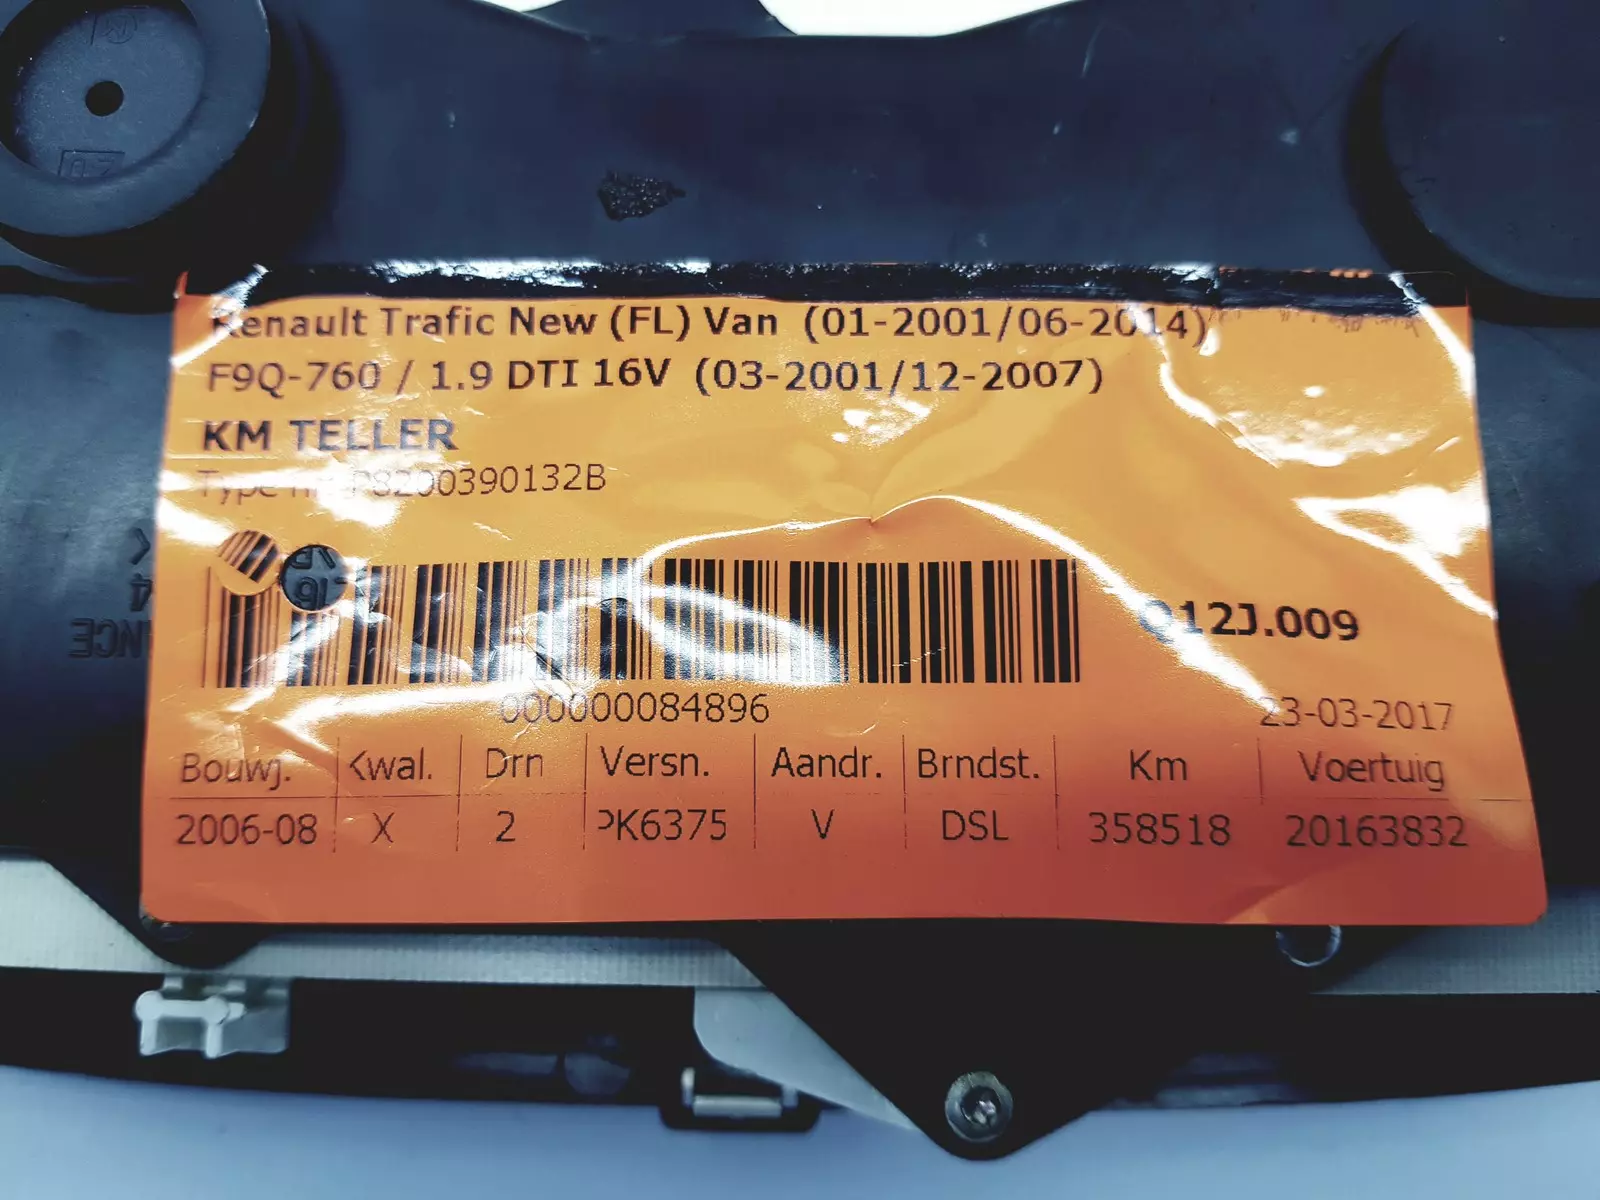 Renault Trafic New (FL) Van (01-2001/06-2014)
F9Q-760 / 1.9 DTI 16V (03-2001/12-2007)
KM TELLER
Type nr. P8200390132B
Q12J.009
000000084896
23-03-2017
Bouwj. Kwal. Drn Versn. Aandr. Brndst. Km Voertuig
2006-08 X 2 PK6375 V DSL 358518 20163832